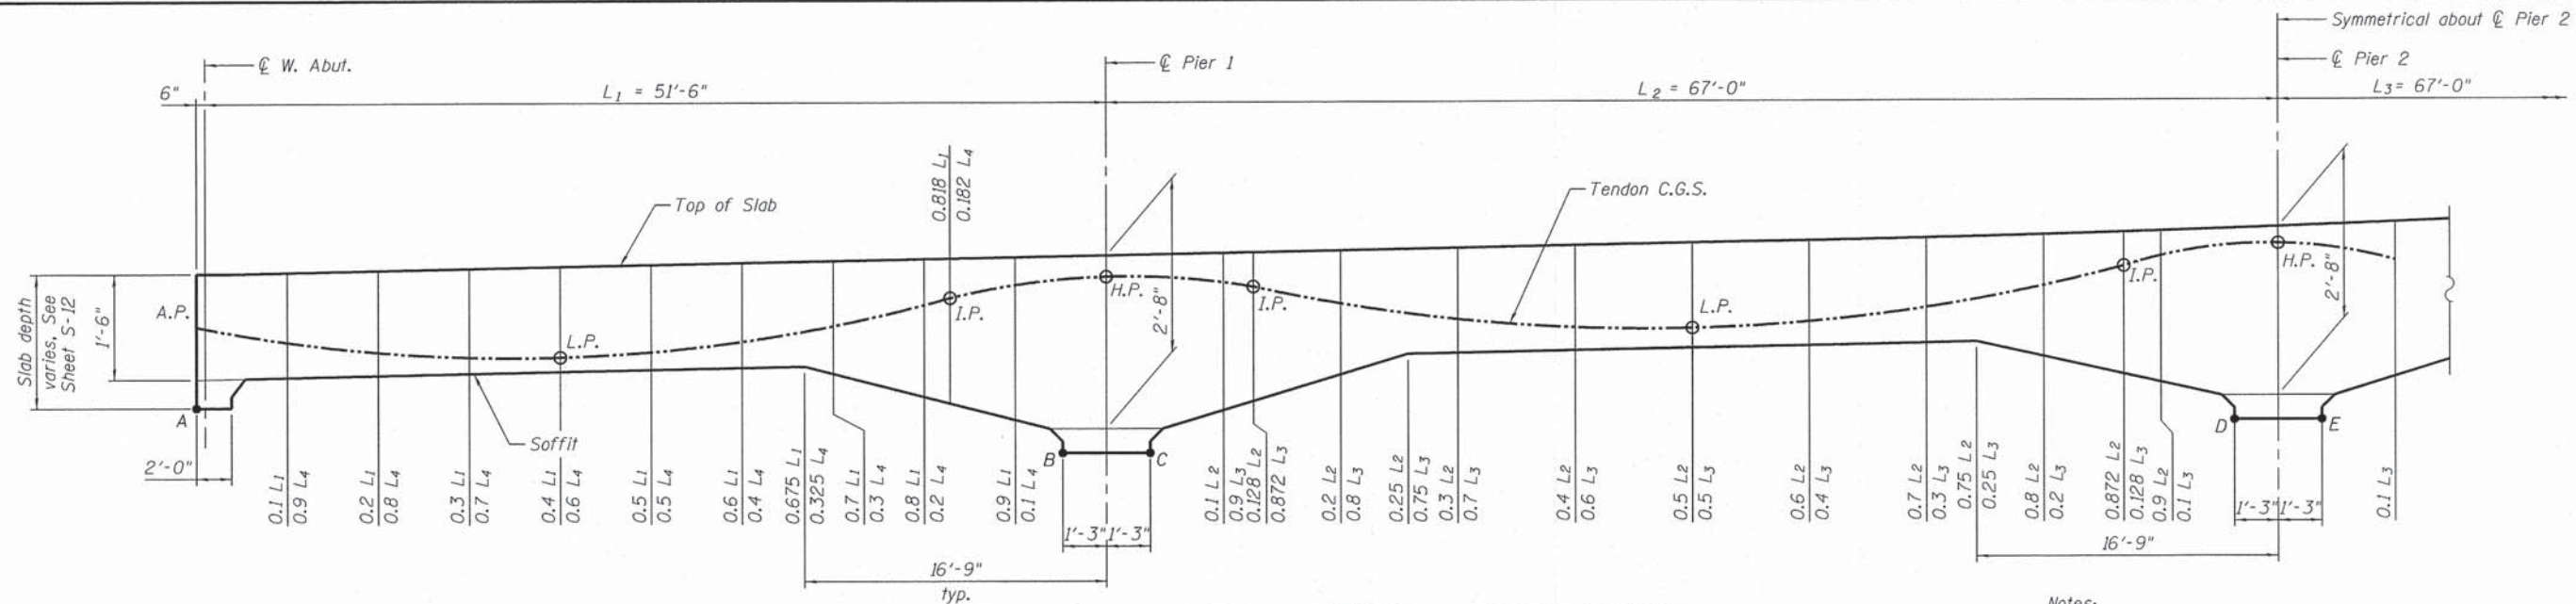 Symmetrical about ℄ Pier 2
℄ W. Abut.
℄ Pier 1
℄ Pier 2
6"
L1 = 51'-6"
L2 = 67'-0"
L3= 67'-0"
0.818 L1
0.182 L4
Top of Slab
Tendon C.G.S.
Slab depth
varies, See
Sheet S-12
1'-6"
A.P.
L.P.
I.P.
H.P.
2'-8"
I.P.
L.P.
I.P.
H.P.
2'-8"
A
Soffit
B
C
D
E
2'-0"
0.1 L1
0.9 L4
0.2 L1
0.8 L4
0.3 L1
0.7 L4
0.4 L1
0.6 L4
0.5 L1
0.5 L4
0.6 L1
0.4 L4
0.675 L1
0.325 L4
0.7 L1
0.3 L4
0.8 L1
0.2 L4
0.9 L1
0.1 L4
1'-3"
1'-3"
0.1 L2
0.9 L3
0.128 L2
0.872 L3
0.2 L2
0.8 L3
0.25 L2
0.75 L3
0.3 L2
0.7 L3
0.4 L2
0.6 L3
0.5 L2
0.5 L3
0.6 L2
0.4 L3
0.7 L2
0.3 L3
0.75 L2
0.25 L3
0.8 L2
0.2 L3
0.872 L2
0.128 L3
0.9 L2
0.1 L3
1'-3"
1'-3"
0.1 L3
16'-9"
typ.
16'-9"
Notes: